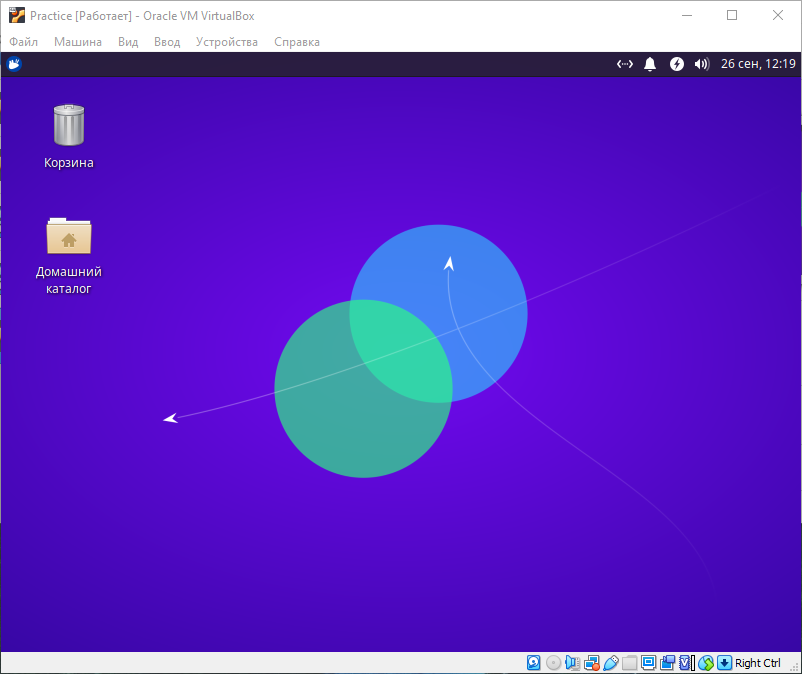 Practice [Работает] - Oracle VM VirtualBox
Файл Машина Вид Ввод Устройства Справка
26 сен, 12:19
Корзина
Домашний
каталог
Right Ctrl